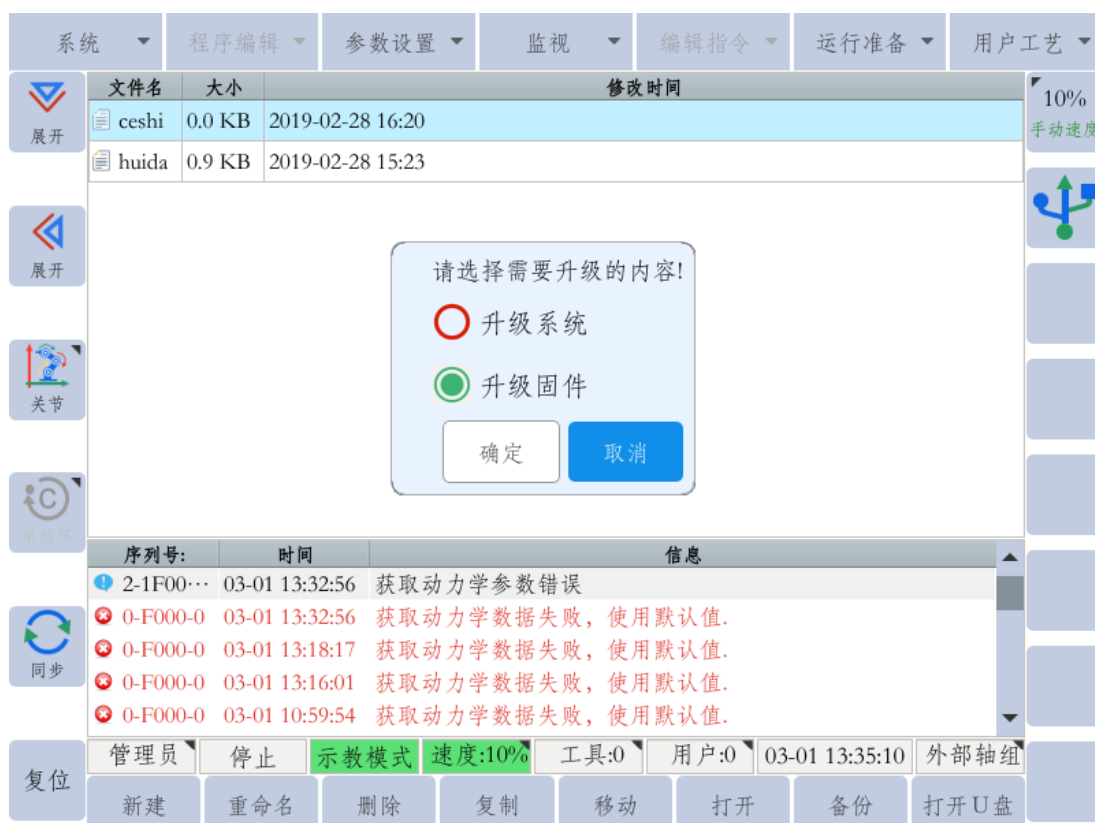 系统 程序编辑 参数设置 监视 编辑指令 运行准备 用户工艺
展开
展开
关节
单循环
同步
复位
文件名 大小 修改时间
ceshi 0.0 KB 2019-02-28 16:20
huida 0.9 KB 2019-02-28 15:23
请选择需要升级的内容!
升级系统
升级固件
确定 取消
序列号: 时间 信息
2-1F00··· 03-01 13:32:56 获取动力学参数错误
0-F000-0 03-01 13:32:56 获取动力学数据失败，使用默认值.
0-F000-0 03-01 13:18:17 获取动力学数据失败，使用默认值.
0-F000-0 03-01 13:16:01 获取动力学数据失败，使用默认值.
0-F000-0 03-01 10:59:54 获取动力学数据失败，使用默认值.
管理员 停止 示教模式 速度:10% 工具:0 用户:0 03-01 13:35:10 外部轴组
新建 重命名 删除 复制 移动 打开 备份 打开U盘
10%
手动速度